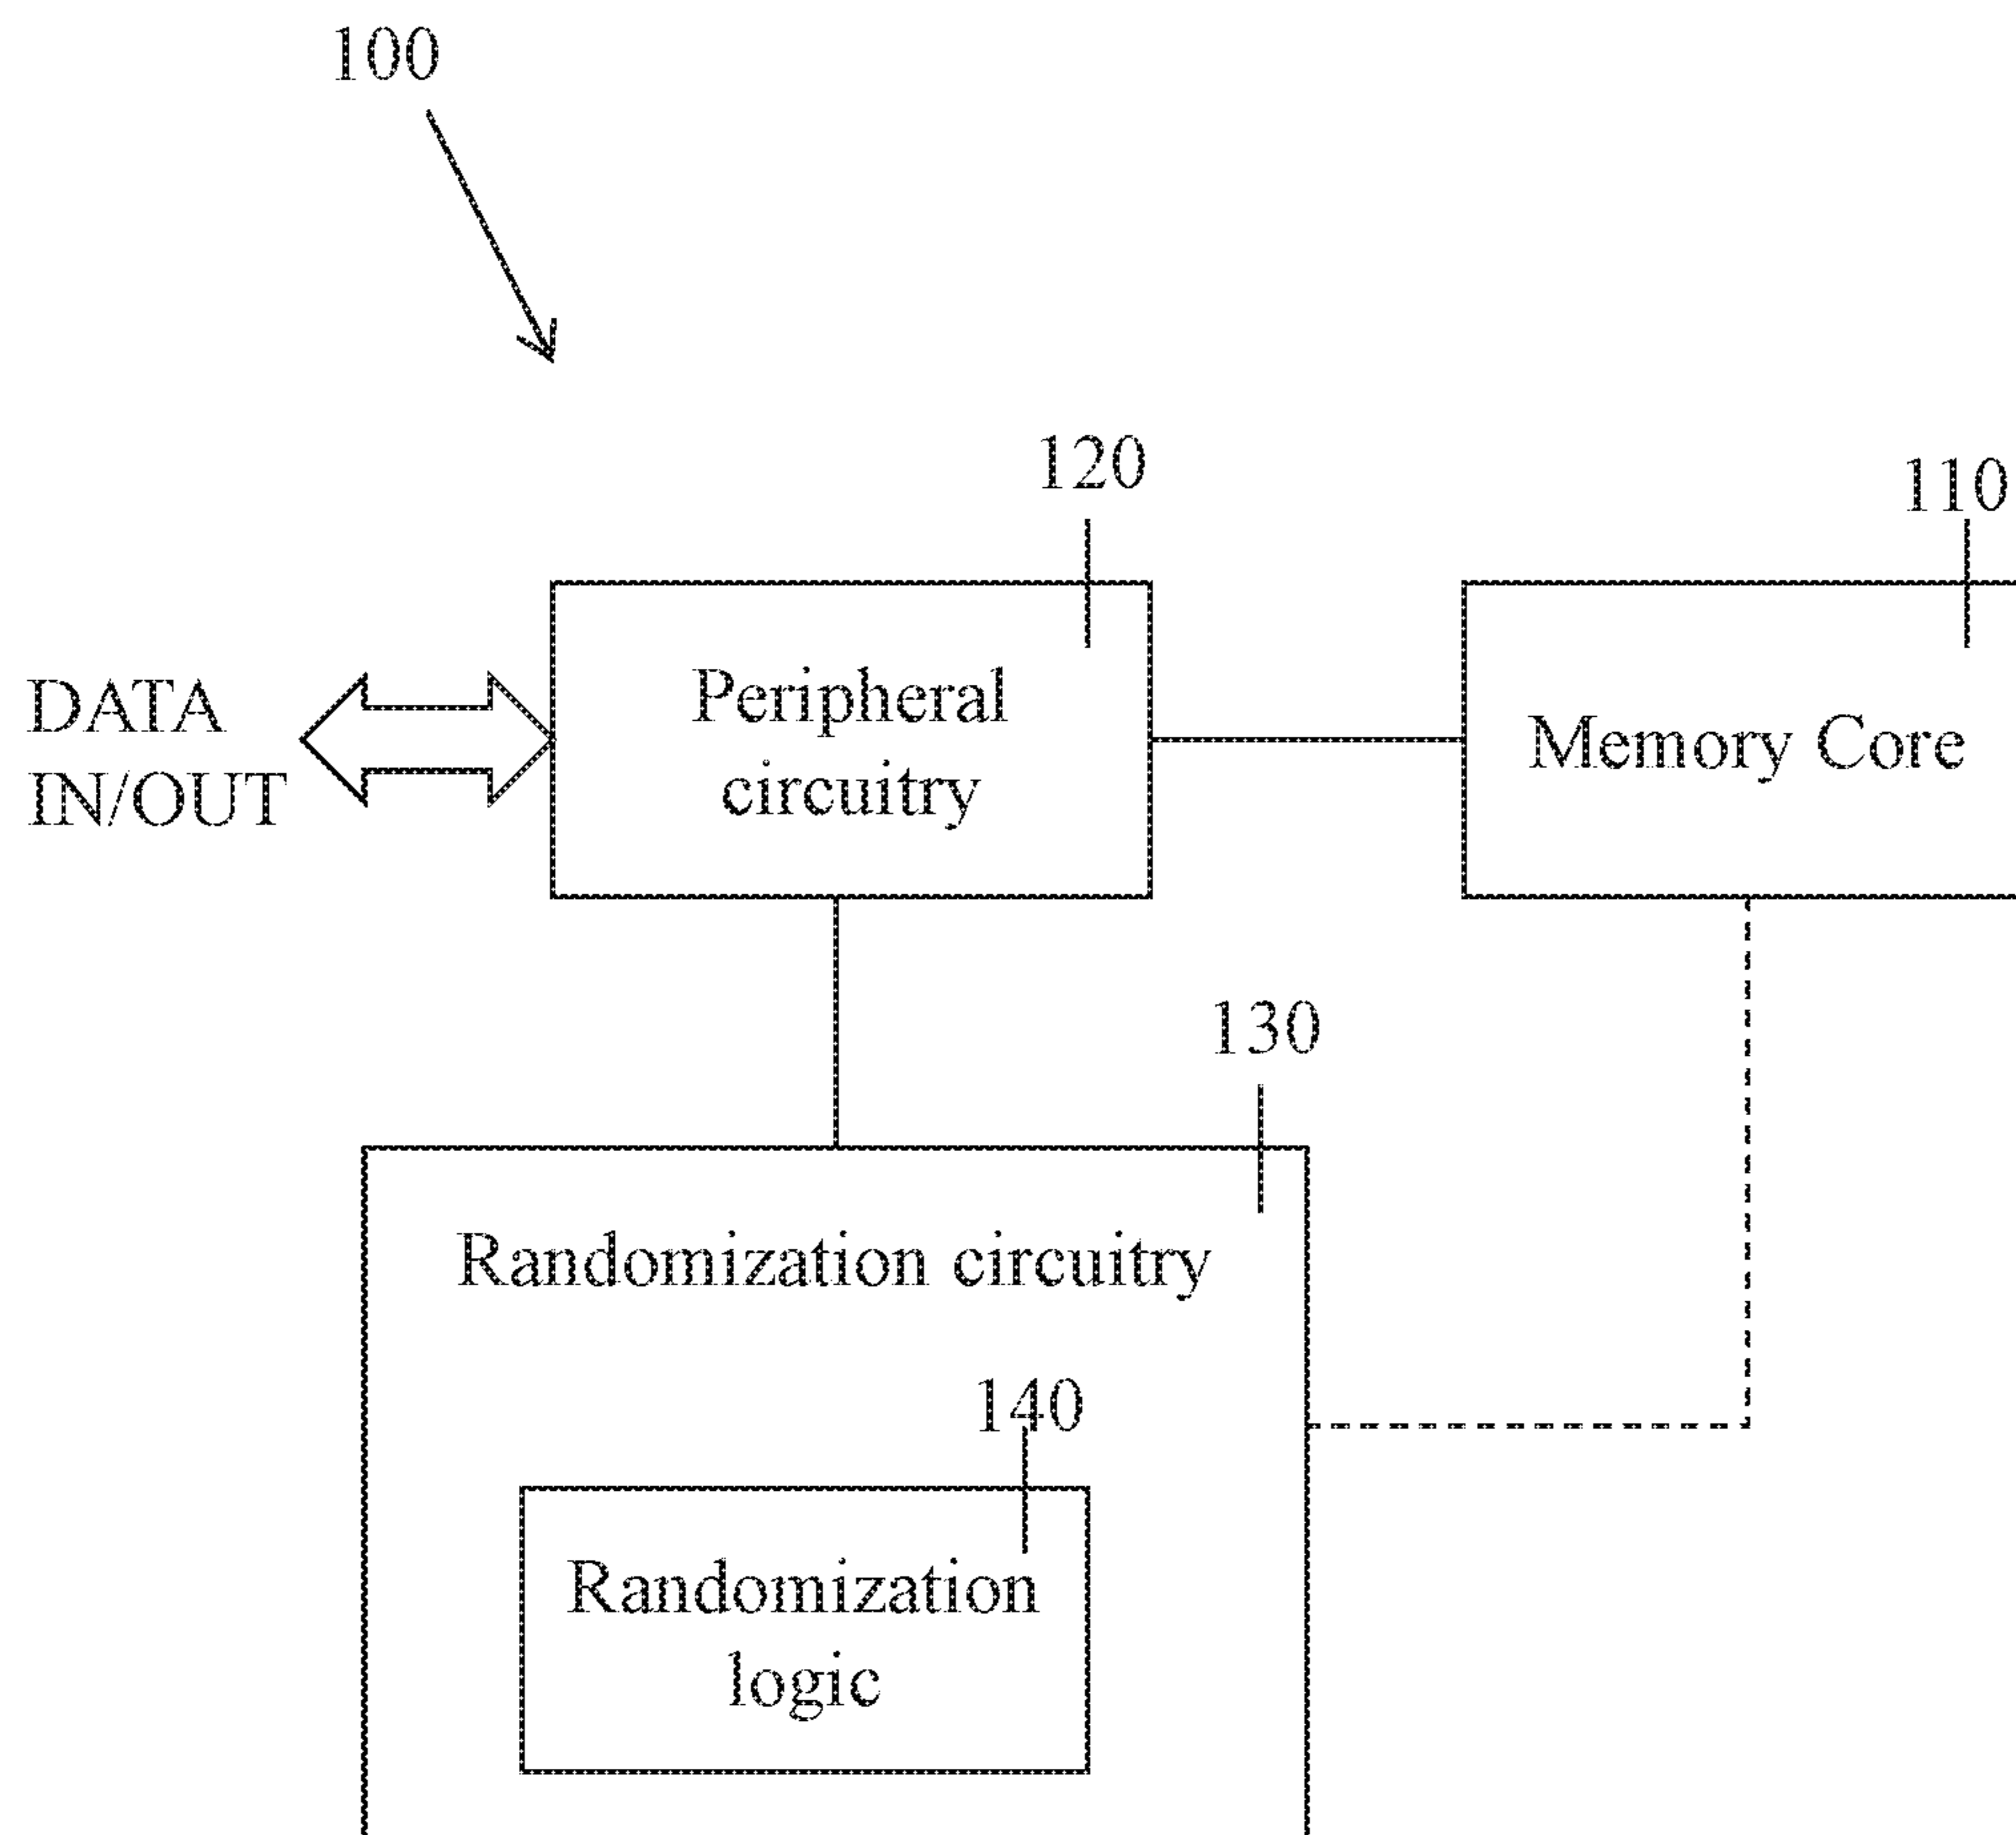 100
120
110
DATA
IN/OUT
Peripheral
circuitry
Memory Core
130
Randomization circuitry
140
Randomization
logic